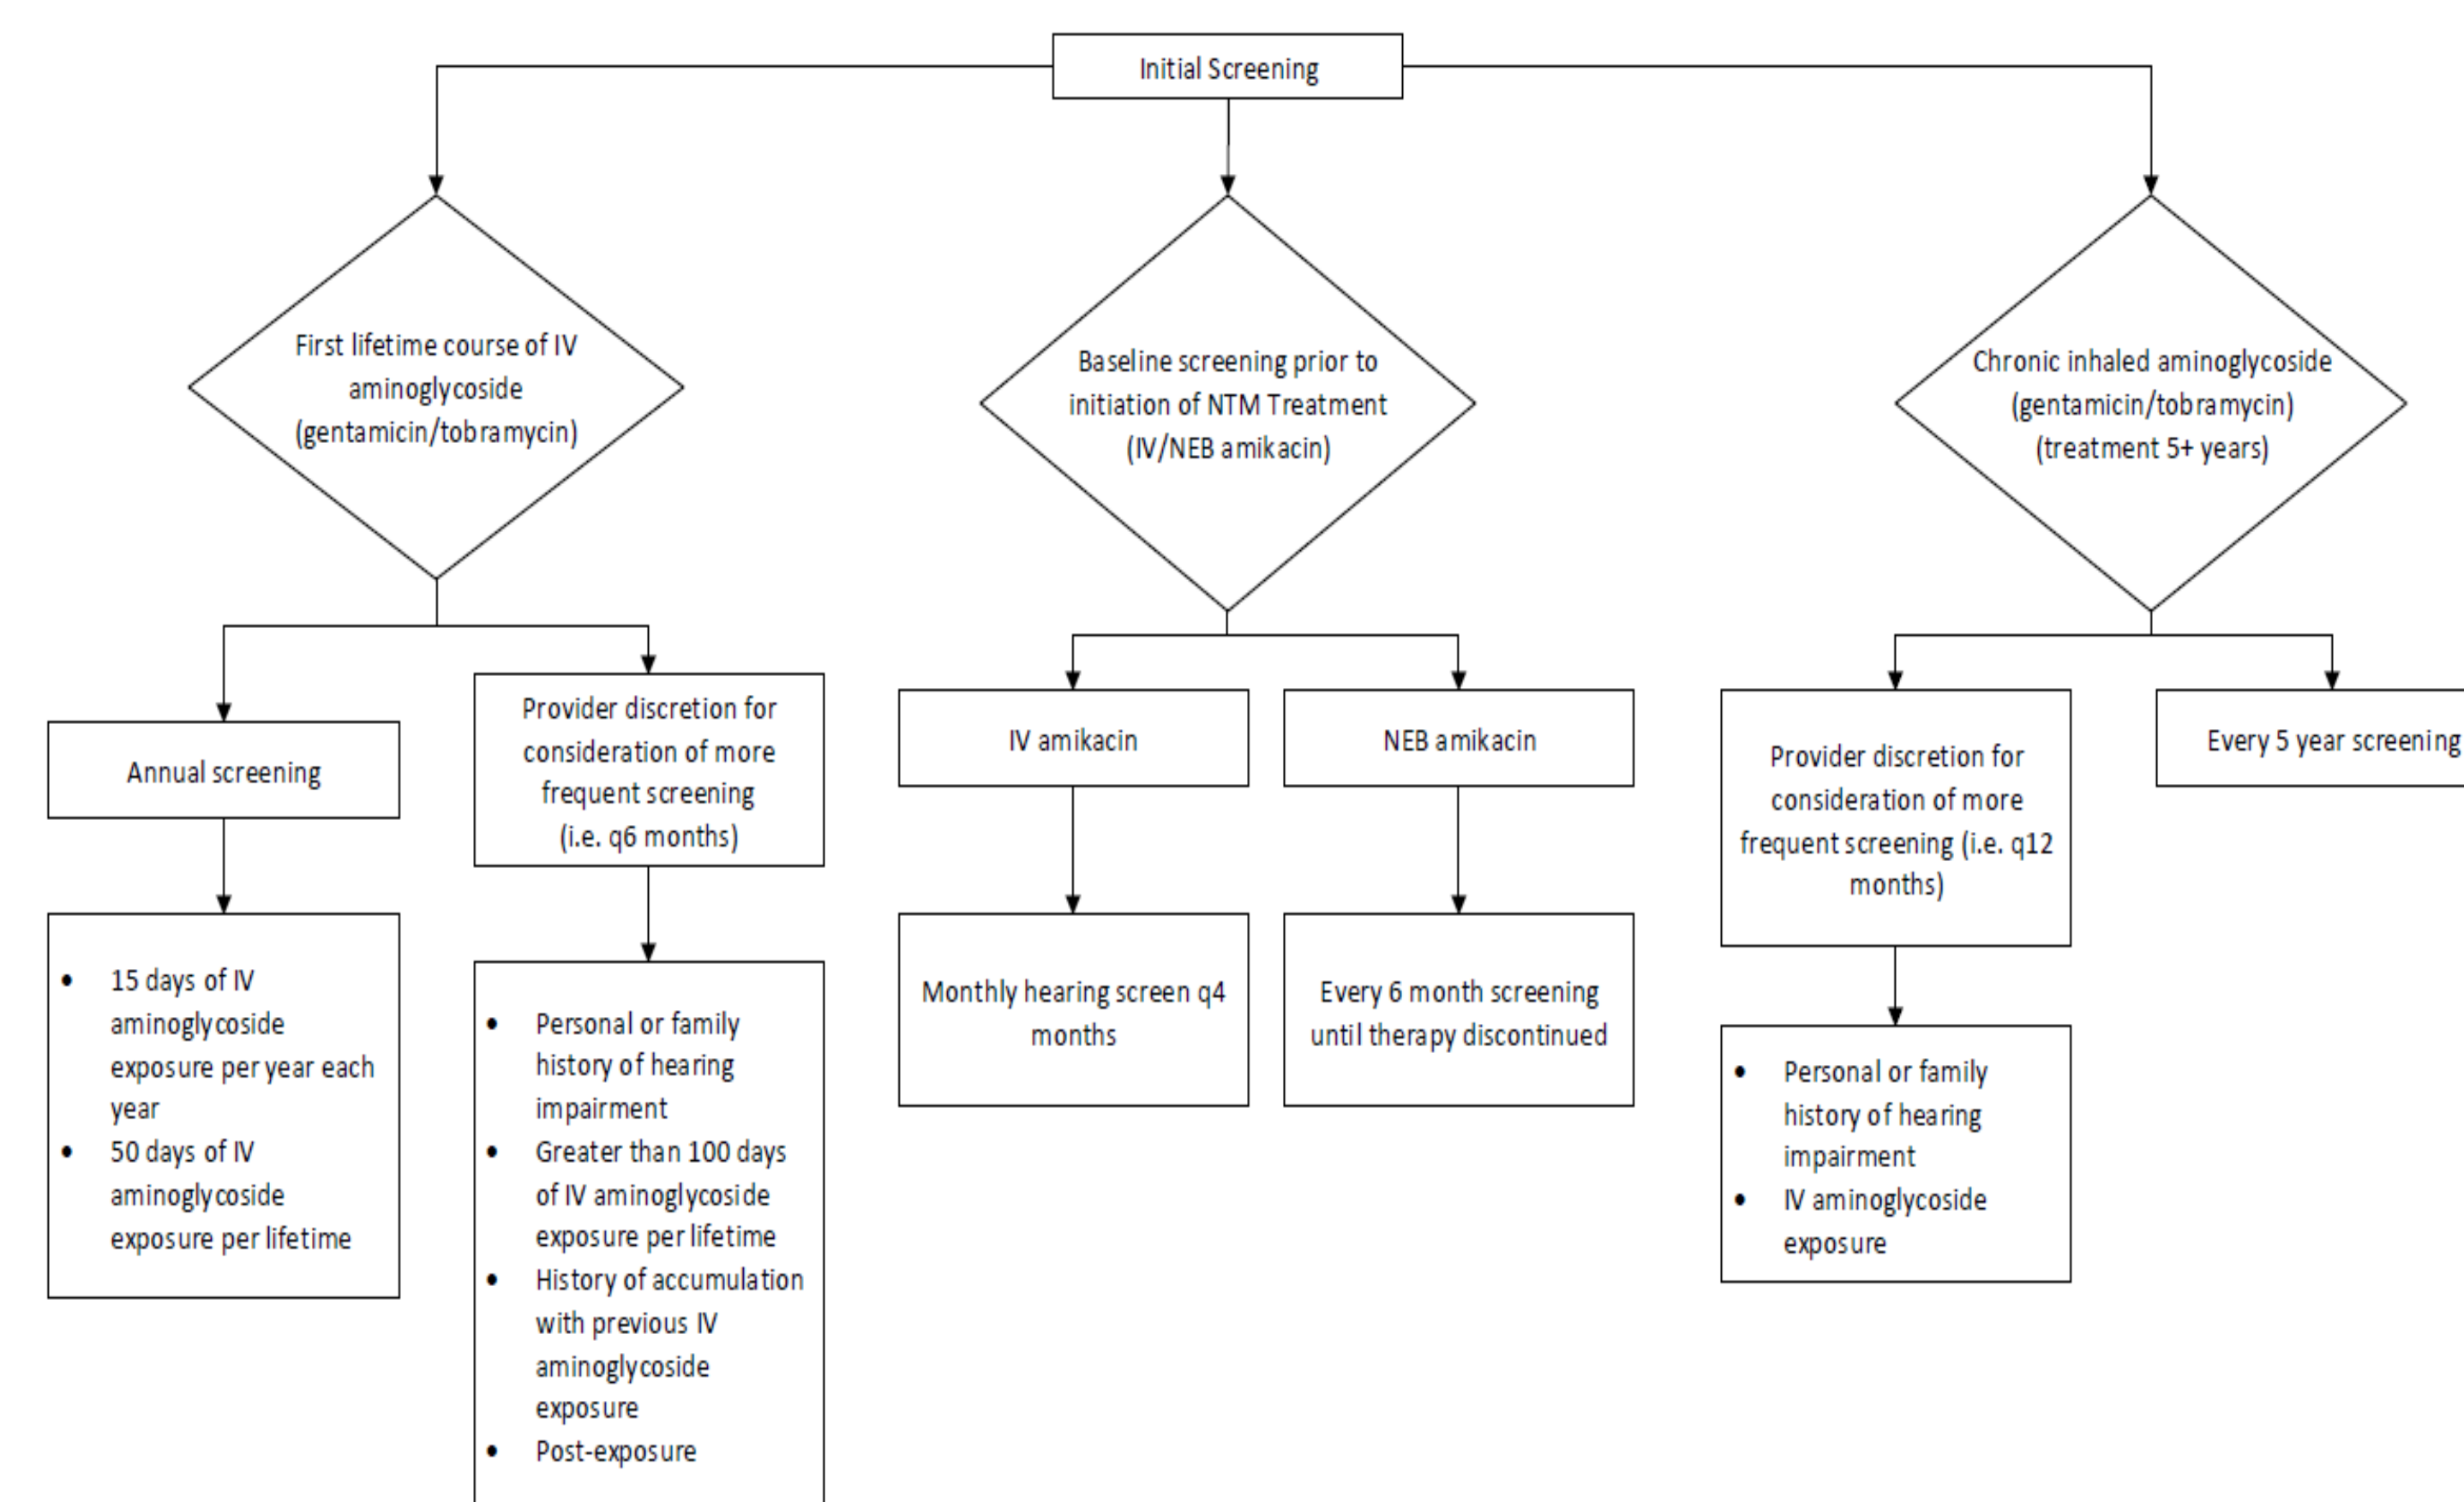 Initial Screening
First lifetime course of IV
aminoglycoside
(gentamicin/tobramycin)
Baseline screening prior to
initiation of NTM Treatment
(IV/NEB amikacin)
Chronic inhaled aminoglycoside
(gentamicin/tobramycin)
(treatment 5+ years)
Annual screening
Provider discretion for
consideration of more
frequent screening
(i.e. q6 months)
IV amikacin
NEB amikacin
Provider discretion for
consideration of more
frequent screening (i.e. q12
months)
Every 5 year screening
• 15 days of IV
aminoglycoside
exposure per year each
year
• 50 days of IV
aminoglycoside
exposure per lifetime
• Personal or family
history of hearing
impairment
• Greater than 100 days
of IV aminoglycoside
exposure per lifetime
• History of accumulation
with previous IV
aminoglycoside
exposure
• Post-exposure
Monthly hearing screen q4
months
Every 6 month screening
until therapy discontinued
• Personal or family
history of hearing
impairment
• IV aminoglycoside
exposure